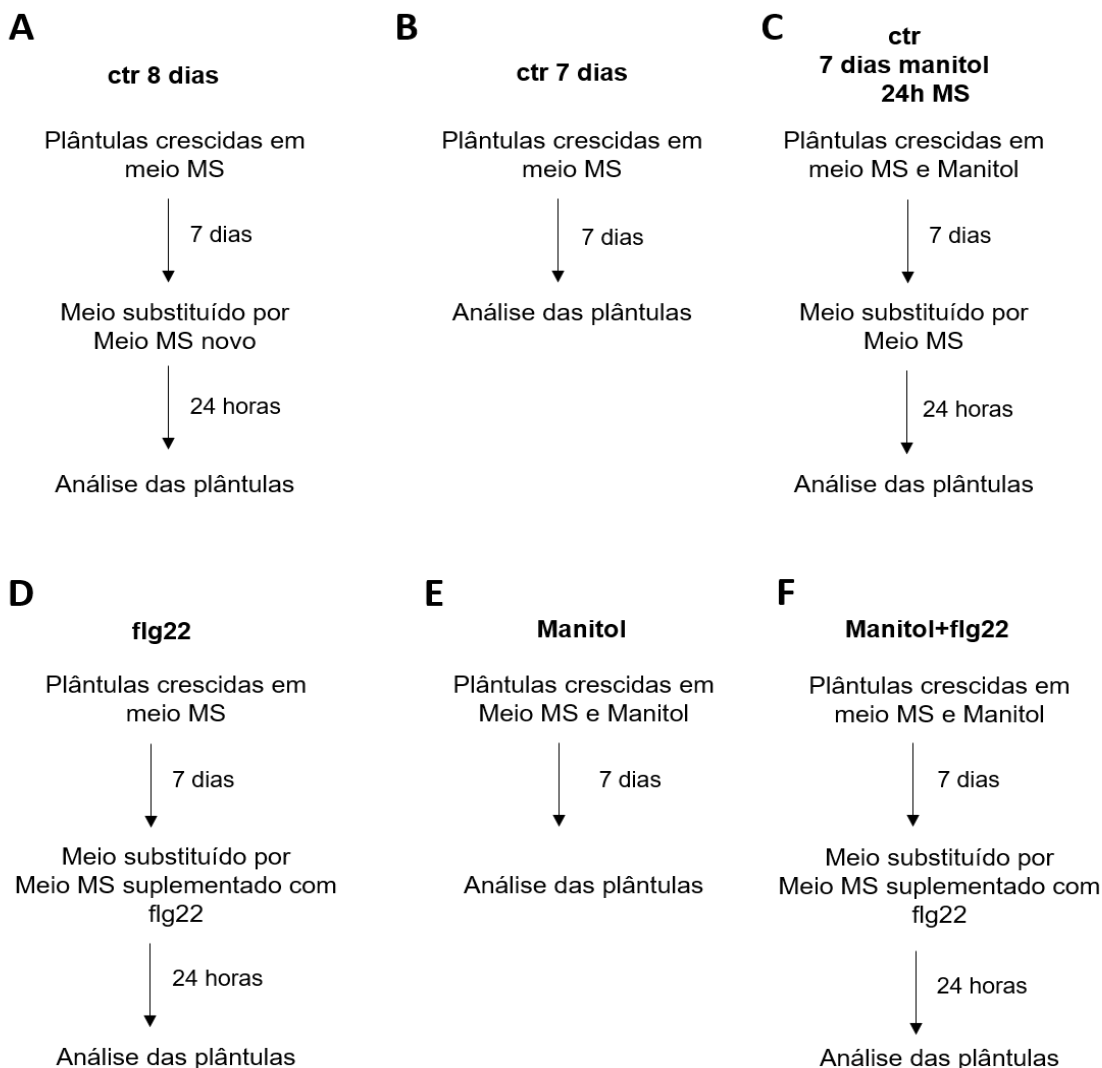 A
ctr 8 dias
Plântulas crescidas em
meio MS
7 dias
Meio substituído por
Meio MS novo
24 horas
Análise das plântulas
B
ctr 7 dias
Plântulas crescidas em
meio MS
7 dias
Análise das plântulas
C
ctr
7 dias manitol
24h MS
Plântulas crescidas em
meio MS e Manitol
7 dias
Meio substituído por
Meio MS
24 horas
Análise das plântulas
D
flg22
Plântulas crescidas em
meio MS
7 dias
Meio substituído por
Meio MS suplementado com
flg22
24 horas
Análise das plântulas
E
Manitol
Plântulas crescidas em
Meio MS e Manitol
7 dias
Análise das plântulas
F
Manitol+flg22
Plântulas crescidas em
meio MS e Manitol
7 dias
Meio substituído por
Meio MS suplementado com
flg22
24 horas
Análise das plântulas